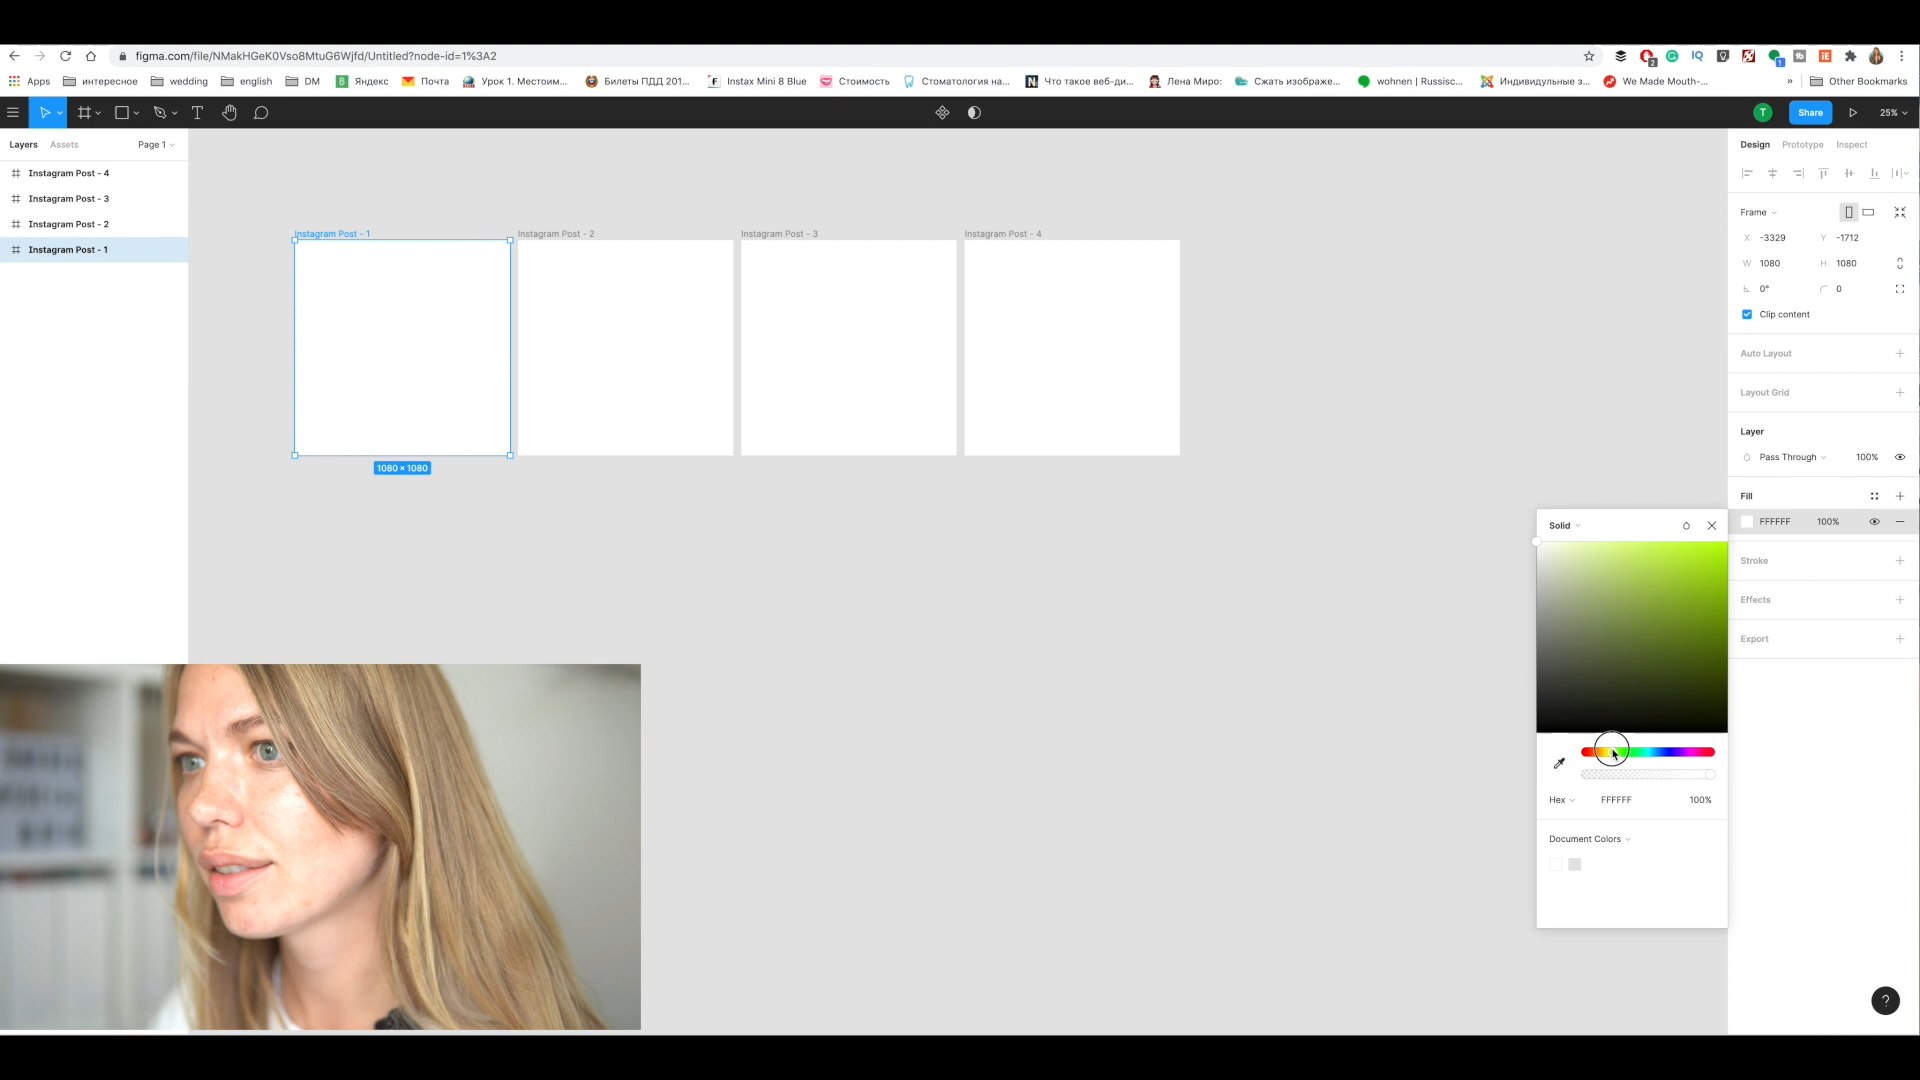 figma.com/file/NMakHGeK0Vso8MtuG6Wjfd/Untitled?node-id=1%3A2
Apps интересное wedding english DM Яндекс Почта Урок 1. Местоим... Билеты ПДД 201... Instax Mini 8 Blue Стоимость Стоматология на... Что такое веб-ди... Лена Миро: Сжать изображе... wohnen | Russisc... Индивидульные з... We Made Mouth-... » Other Bookmarks
T Share 25%
Layers Assets Page 1
Instagram Post - 4
Instagram Post - 3
Instagram Post - 2
Instagram Post - 1
Instagram Post - 1 Instagram Post - 2 Instagram Post - 3 Instagram Post - 4
1080 × 1080
Design Prototype Inspect
Frame
X -3329 Y -1712
W 1080 H 1080
0° 0
Clip content
Auto Layout
Layout Grid
Layer
Pass Through 100%
Fill
FFFFFF 100%
Stroke
Effects
Export
Solid
Hex FFFFFF 100%
Document Colors
?